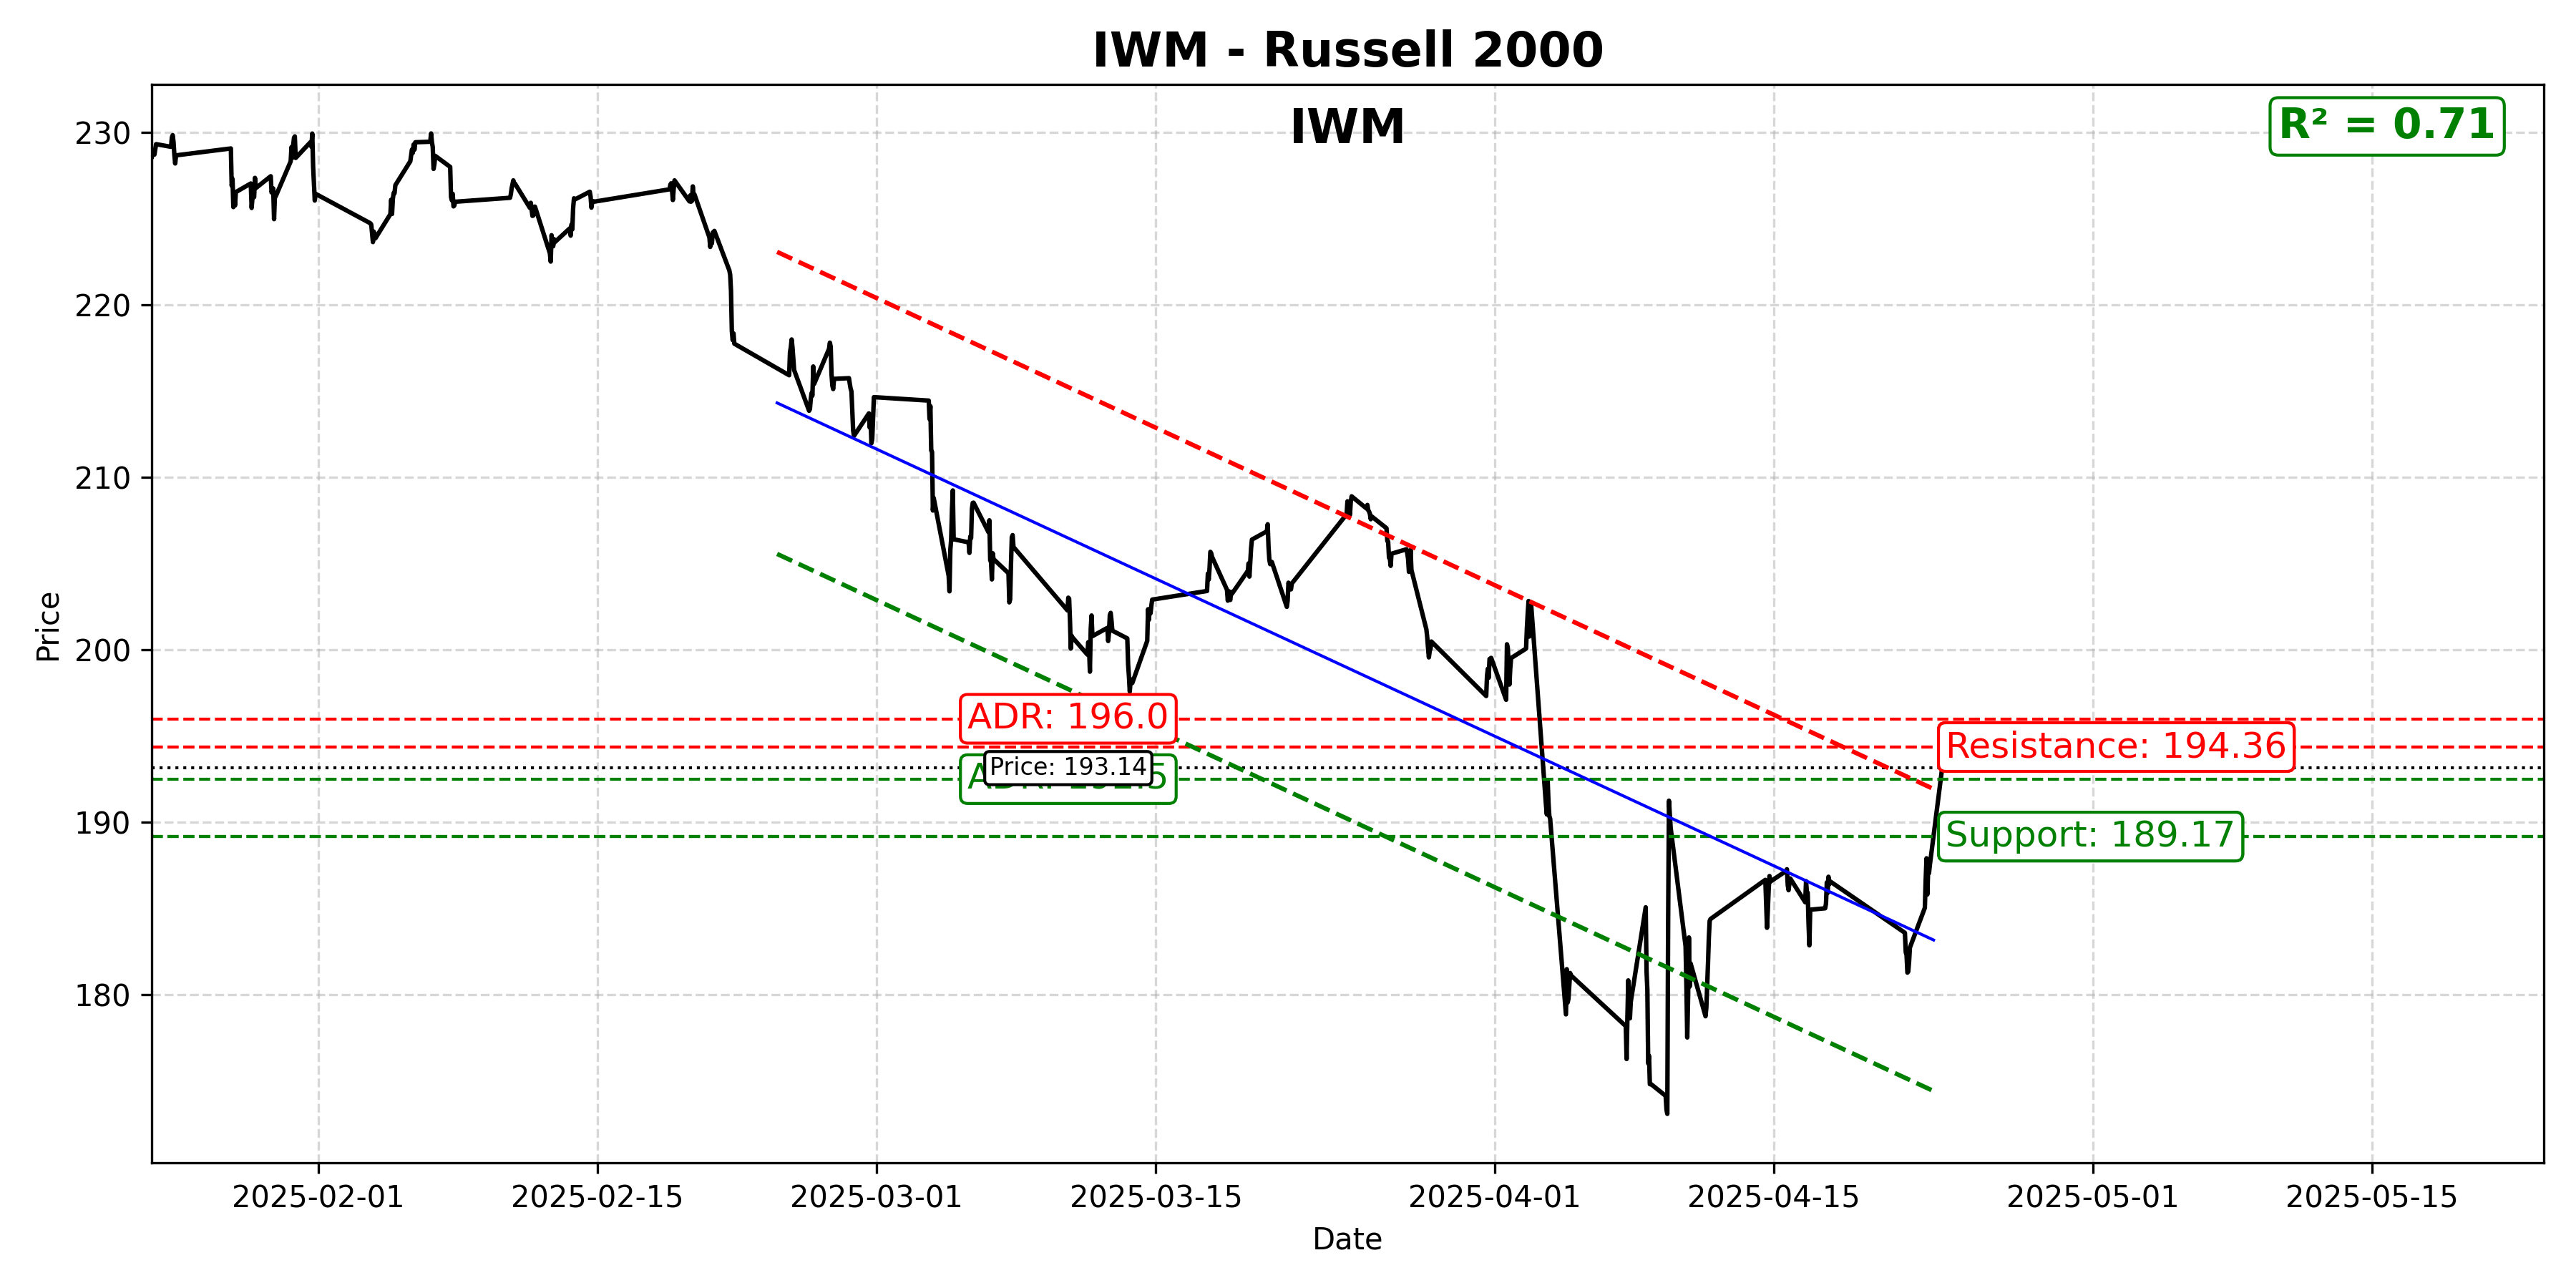 IWM - Russell 2000
IWM
R² = 0.71
230
220
210
200
190
180
Price
ADR: 196.0
Resistance: 194.36
Price: 193.14
Support: 189.17
2025-02-01
2025-02-15
2025-03-01
2025-03-15
2025-04-01
2025-04-15
2025-05-01
2025-05-15
Date